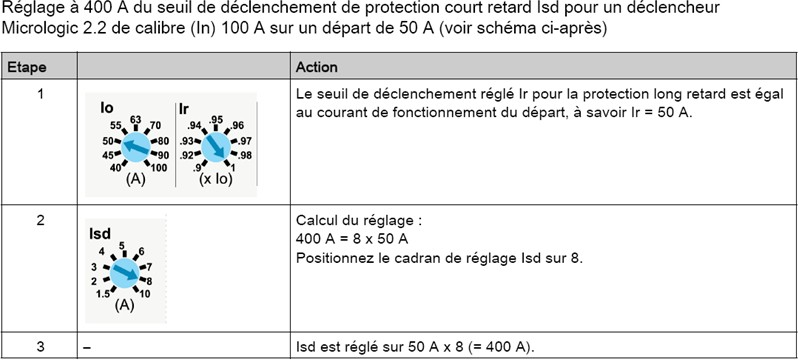 Réglage à 400 A du seuil de déclenchement de protection court retard Isd pour un déclencheur
Micrologic 2.2 de calibre (In) 100 A sur un départ de 50 A (voir schéma ci-après)
Etape
Action
1
Io
40 45 50 55 63 70 80 90 100
(A)
Ir
.9 .92 .93 .94 .95 .96 .97 .98 1
(x Io)
Le seuil de déclenchement réglé Ir pour la protection long retard est égal
au courant de fonctionnement du départ, à savoir Ir = 50 A.
2
Isd
1.5 2 3 4 5 6 7 8 10
(A)
Calcul du réglage :
400 A = 8 x 50 A
Positionnez le cadran de réglage Isd sur 8.
3
–
Isd est réglé sur 50 A x 8 (= 400 A).